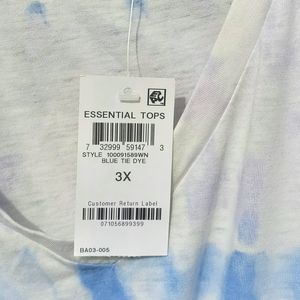 ESSENTIAL TOPS
7 32999 59147 3
STYLE 100091589WN
BLUE TIE DYE
3X
Customer Return Label
071056899399
BA03-005